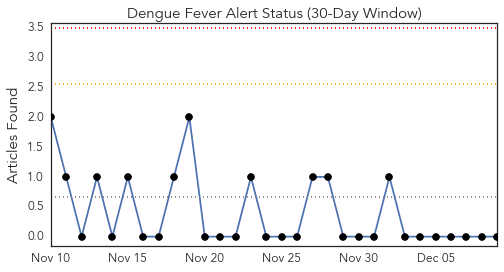 Dengue Fever Alert Status (30-Day Window)
Articles Found
3.5
3.0
2.5
2.0
1.5
1.0
0.5
0.0
Nov 10 Nov 15 Nov 20 Nov 25 Nov 30 Dec 05